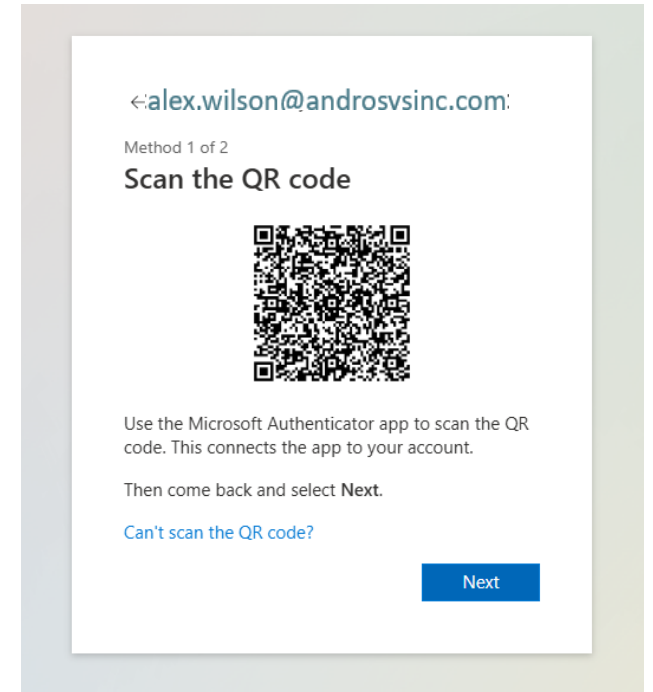 alex.wilson@androsvsinc.com
Method 1 of 2
Scan the QR code
Use the Microsoft Authenticator app to scan the QR
code. This connects the app to your account.
Then come back and select Next.
Can't scan the QR code?
Next